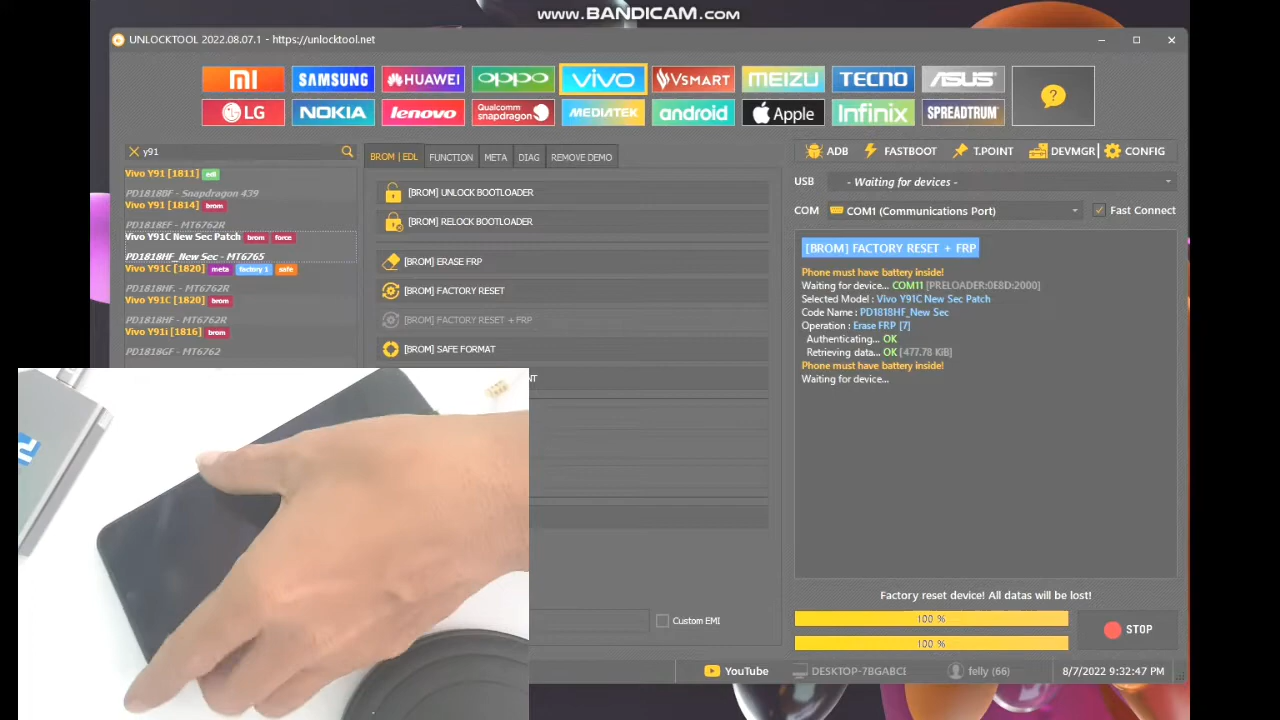 www.BANDICAM.com
UNLOCKTOOL 2022.08.07.1 - https://unlocktool.net
MI SAMSUNG HUAWEI oppo vivo VSMART MEIZU TECNO ASUS ?
LG NOKIA lenovo Qualcomm snapdragon MEDIATEK android Apple Infinix SPREADTRUM
y91
BROM | EDL FUNCTION META DIAG REMOVE DEMO
ADB FASTBOOT T.POINT DEVMGR CONFIG
Vivo Y91 [1811] edl
PD1818BF - Snapdragon 439
Vivo Y91 [1814] brom
PD1818EF - MT6762R
Vivo Y91C New Sec Patch brom force
PD1818HF_New Sec - MT6765
Vivo Y91C [1820] meta factory 1 safe
PD1818HF. - MT6762R
Vivo Y91C [1820] brom
PD1818HF - MT6762R
Vivo Y91i [1816] brom
PD1818GF - MT6762
[BROM] UNLOCK BOOTLOADER
[BROM] RELOCK BOOTLOADER
[BROM] ERASE FRP
[BROM] FACTORY RESET
[BROM] FACTORY RESET + FRP
[BROM] SAFE FORMAT
NT
Custom EMI
USB - Waiting for devices -
COM COM1 (Communications Port) Fast Connect
[BROM] FACTORY RESET + FRP
Phone must have battery inside!
Waiting for device... COM11 [PRELOADER:0E8D:2000]
Selected Model : Vivo Y91C New Sec Patch
Code Name : PD1818HF_New Sec
Operation : Erase FRP [7]
Authenticating... OK
Retrieving data... OK [477.78 KiB]
Phone must have battery inside!
Waiting for device...
Factory reset device! All datas will be lost!
100 %
100 %
STOP
YouTube DESKTOP-7BGABCI felly (66) 8/7/2022 9:32:47 PM